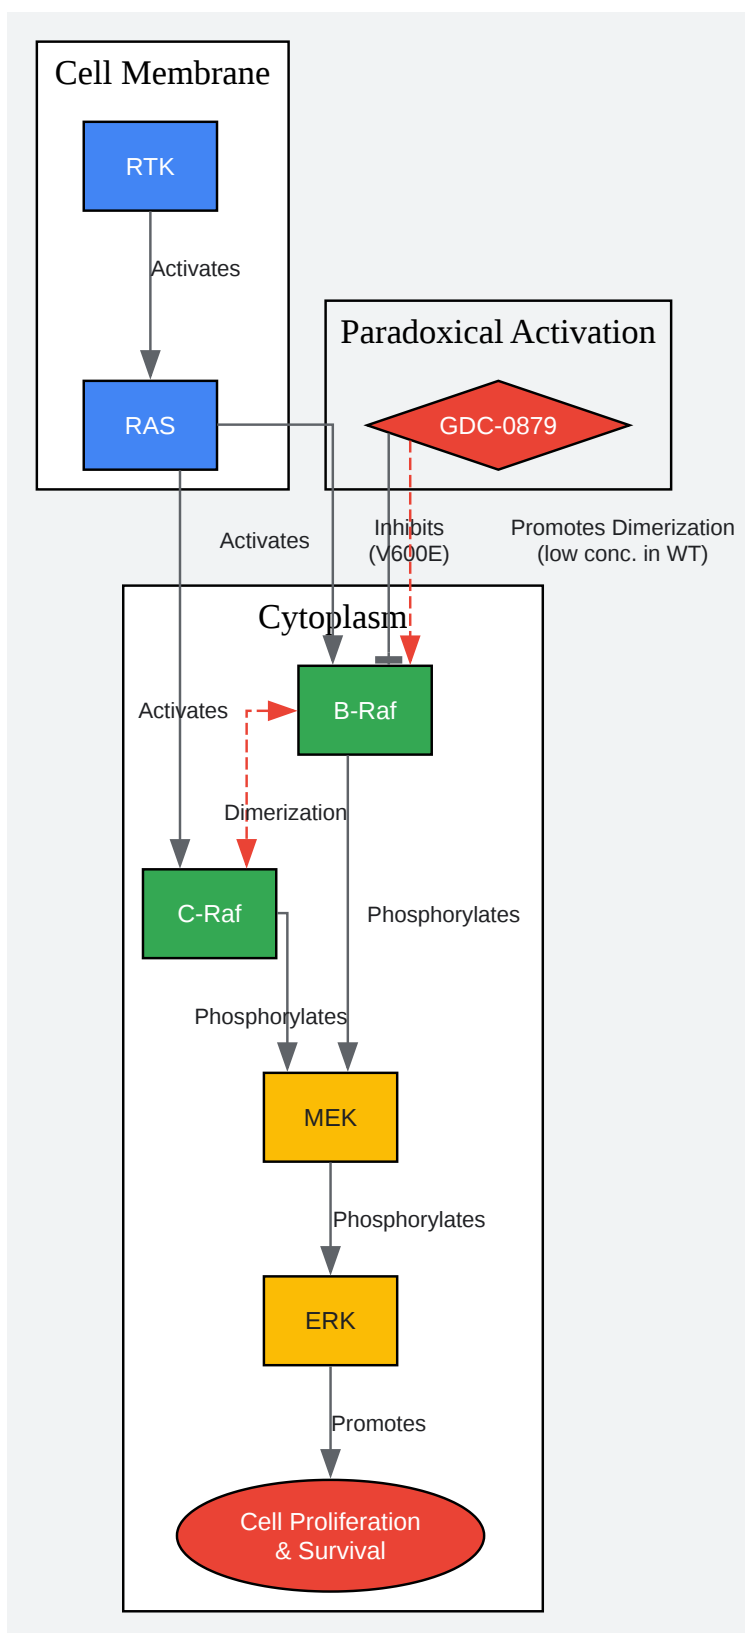 Cell Membrane
RTK
Activates
Paradoxical Activation
RAS
GDC-0879
Activates
Inhibits
(V600E)
Promotes Dimerization
(low conc. in WT)
Cytoplasm
Activates
B-Raf
Dimerization
C-Raf
Phosphorylates
Phosphorylates
MEK
Phosphorylates
ERK
Promotes
Cell Proliferation
& Survival